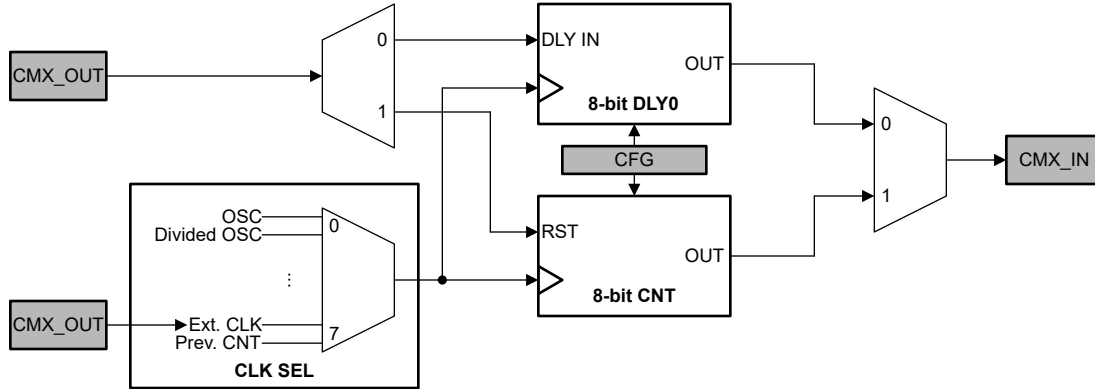 CMX_OUT
0
1
DLY IN
OUT
8-bit DLY0
CFG
0
1
CMX_IN
RST
OUT
8-bit CNT
OSC
Divided OSC
0
⋮
Ext. CLK
Prev. CNT
7
CLK SEL
CMX_OUT